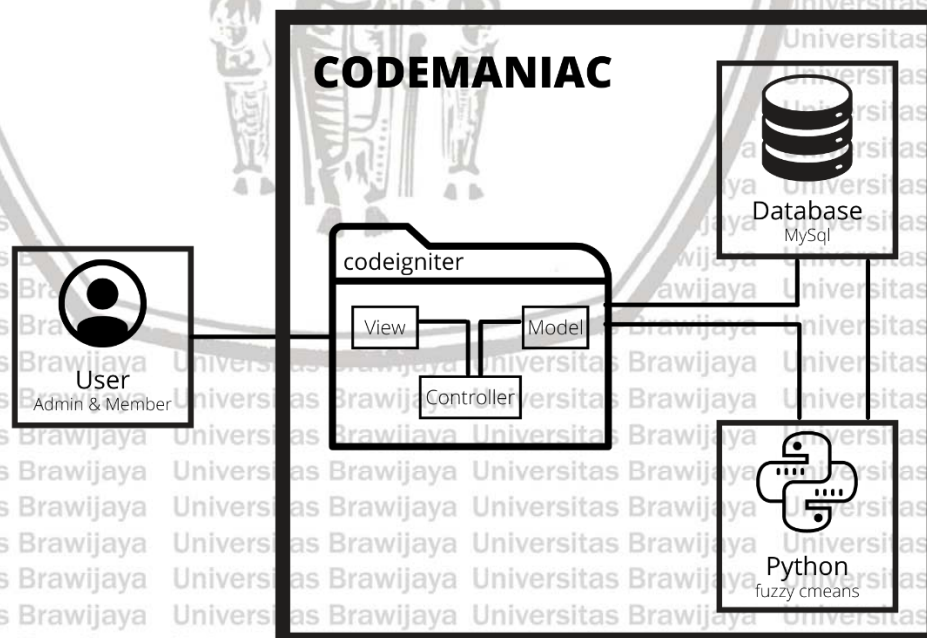 CODEMANIAC
Database
MySql
codeigniter
View
Model
Controller
User
Admin & Member
Python
fuzzy cmeans
Universitas Brawijaya